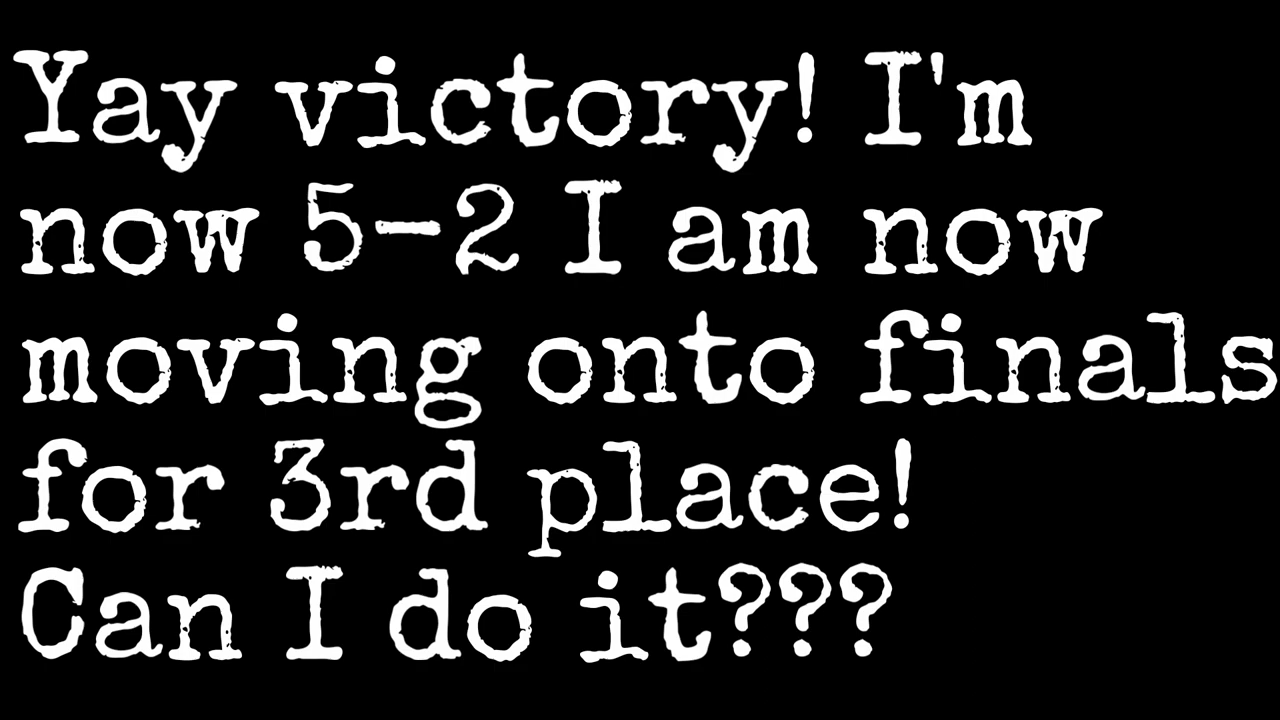 Yay victory! I'm
now 5-2 I am now
moving onto finals
for 3rd place!
Can I do it???